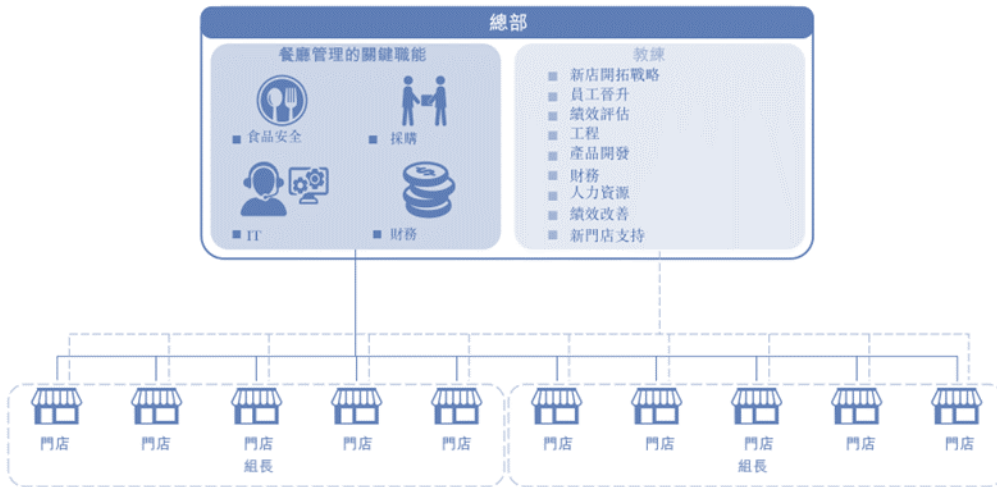 總部
餐廳管理的關鍵職能
食品安全
採購
IT
財務
教練
新店開拓戰略
員工晉升
績效評估
工程
產品開發
財務
人力資源
績效改善
新門店支持
門店 門店 門店 門店 門店 門店 門店 門店 門店 門店
組長 組長